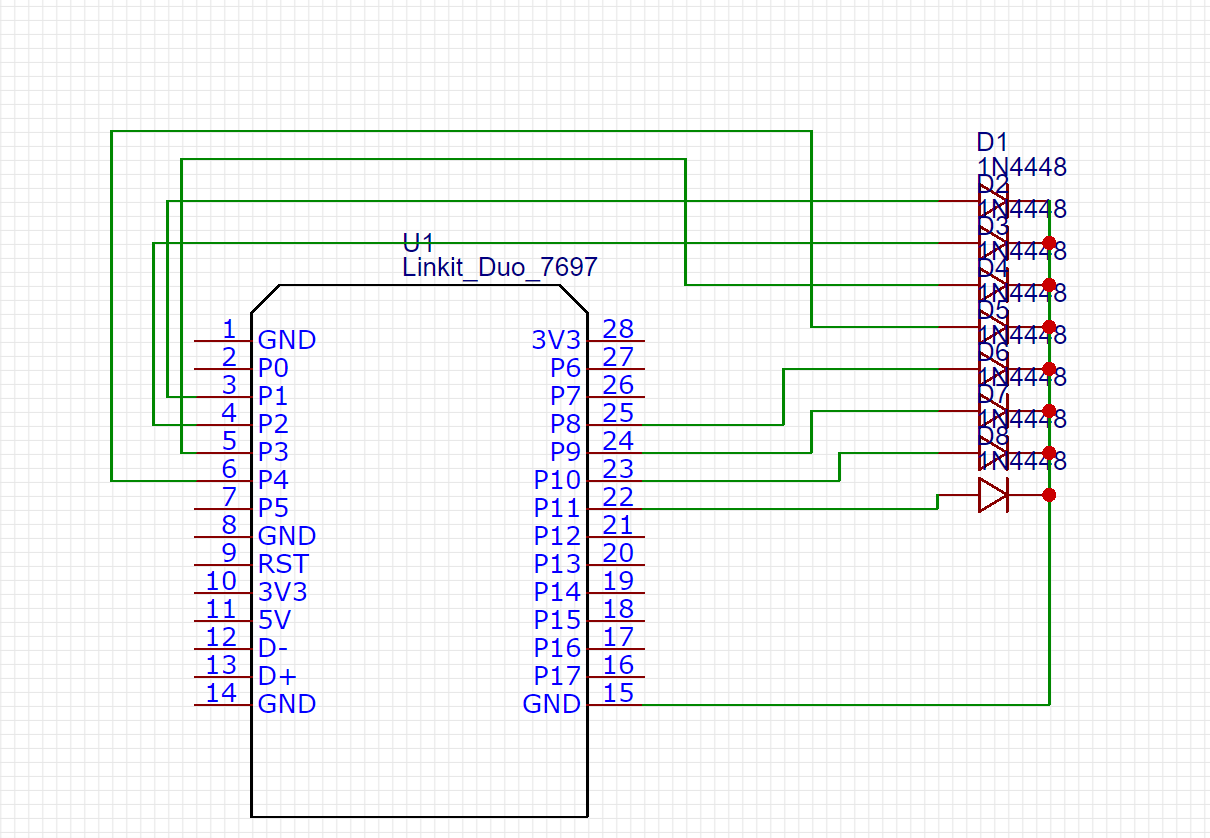 U1
Linkit_Duo_7697
1 GND
2 P0
3 P1
4 P2
5 P3
6 P4
7 P5
8 GND
9 RST
10 3V3
11 5V
12 D-
13 D+
14 GND
3V3 28
P6 27
P7 26
P8 25
P9 24
P10 23
P11 22
P12 21
P13 20
P14 19
P15 18
P16 17
P17 16
GND 15
D1
1N4448
D2
1N4448
D3
1N4448
D4
1N4448
D5
1N4448
D6
1N4448
D7
1N4448
D8
1N4448